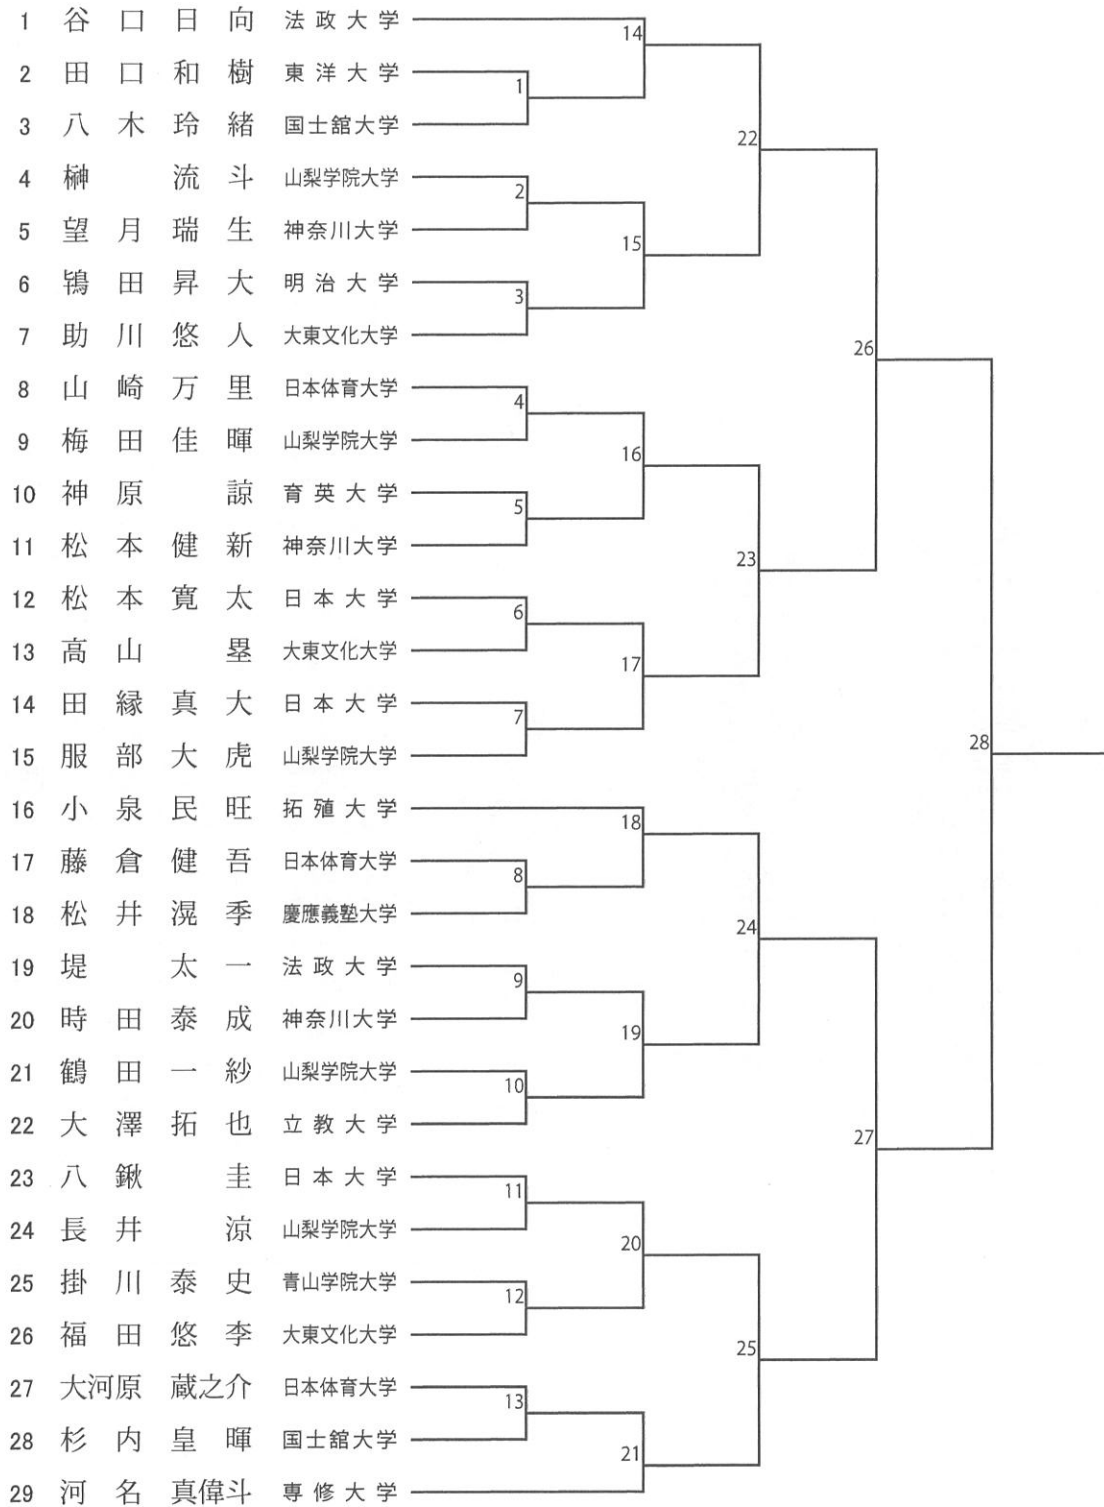 1 谷口日向 法政大学
2 田口和樹 東洋大学
3 八木玲緒 国士舘大学
4 榊 流斗 山梨学院大学
5 望月瑞生 神奈川大学
6 鴇田昇大 明治大学
7 助川悠人 大東文化大学
8 山崎万里 日本体育大学
9 梅田佳暉 山梨学院大学
10 神原 諒 育英大学
11 松本健新 神奈川大学
12 松本寛太 日本大学
13 高山 塁 大東文化大学
14 田縁真大 日本大学
15 服部大虎 山梨学院大学
16 小泉民旺 拓殖大学
17 藤倉健吾 日本体育大学
18 松井滉季 慶應義塾大学
19 堤 太一 法政大学
20 時田泰成 神奈川大学
21 鶴田一紗 山梨学院大学
22 大澤拓也 立教大学
23 八鍬 圭 日本大学
24 長井 涼 山梨学院大学
25 掛川泰史 青山学院大学
26 福田悠李 大東文化大学
27 大河原 蔵之介 日本体育大学
28 杉内皇暉 国士舘大学
29 河名真偉斗 専修大学
1
2
3
4
5
6
7
8
9
10
11
12
13
14
15
16
17
18
19
20
21
22
23
24
25
26
27
28